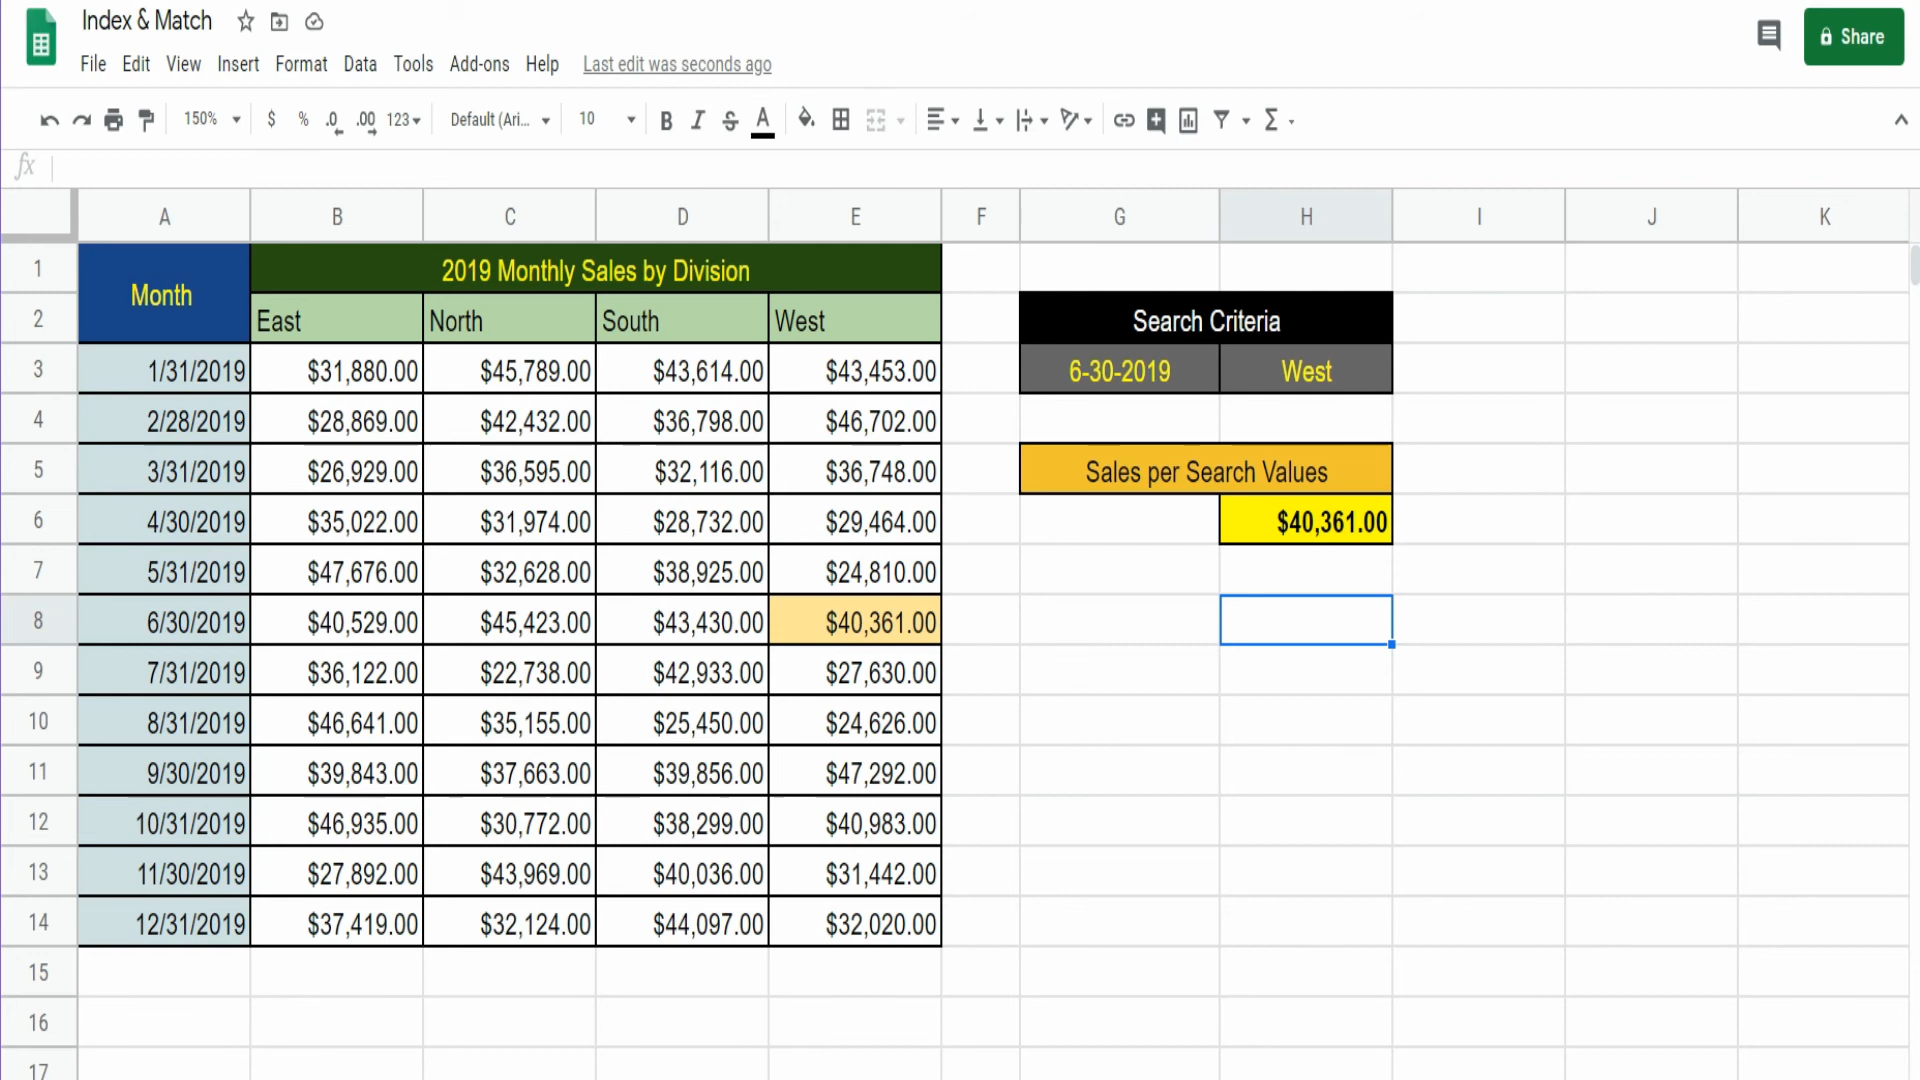 Index & Match
File Edit View Insert Format Data Tools Add-ons Help Last edit was seconds ago
Share
150% $ % .0 .00 123 Default (Ari... 10 B I S A
fx
A B C D E F G H I J K
1 Month 2019 Monthly Sales by Division
2 East North South West Search Criteria
3 1/31/2019 $31,880.00 $45,789.00 $43,614.00 $43,453.00 6-30-2019 West
4 2/28/2019 $28,869.00 $42,432.00 $36,798.00 $46,702.00
5 3/31/2019 $26,929.00 $36,595.00 $32,116.00 $36,748.00 Sales per Search Values
6 4/30/2019 $35,022.00 $31,974.00 $28,732.00 $29,464.00 $40,361.00
7 5/31/2019 $47,676.00 $32,628.00 $38,925.00 $24,810.00
8 6/30/2019 $40,529.00 $45,423.00 $43,430.00 $40,361.00
9 7/31/2019 $36,122.00 $22,738.00 $42,933.00 $27,630.00
10 8/31/2019 $46,641.00 $35,155.00 $25,450.00 $24,626.00
11 9/30/2019 $39,843.00 $37,663.00 $39,856.00 $47,292.00
12 10/31/2019 $46,935.00 $30,772.00 $38,299.00 $40,983.00
13 11/30/2019 $27,892.00 $43,969.00 $40,036.00 $31,442.00
14 12/31/2019 $37,419.00 $32,124.00 $44,097.00 $32,020.00
15
16
17